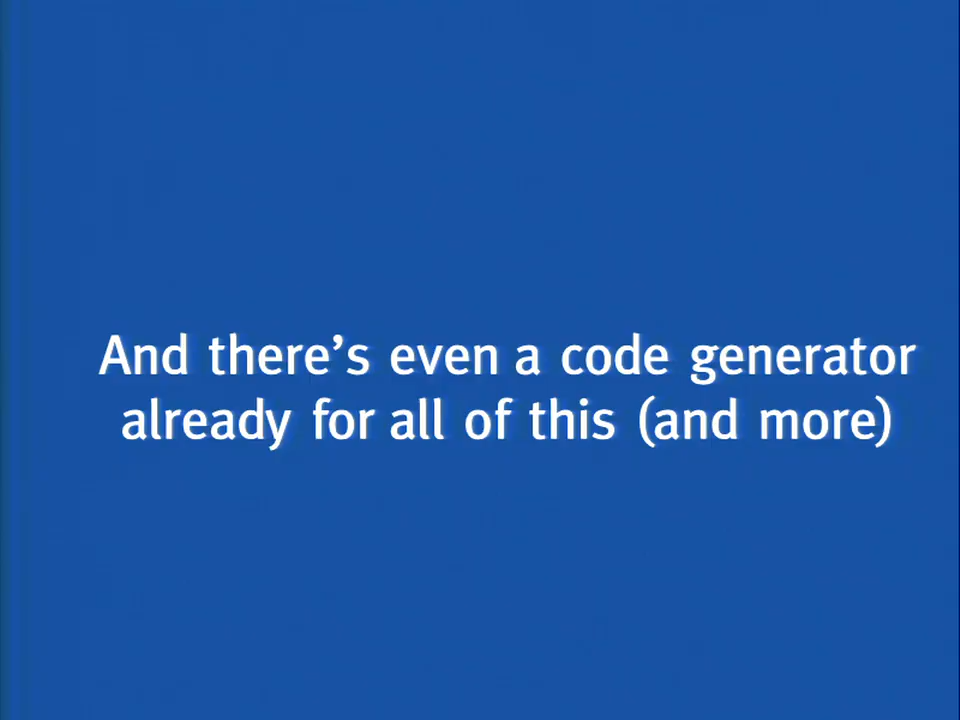 And there’s even a code generator
already for all of this (and more)